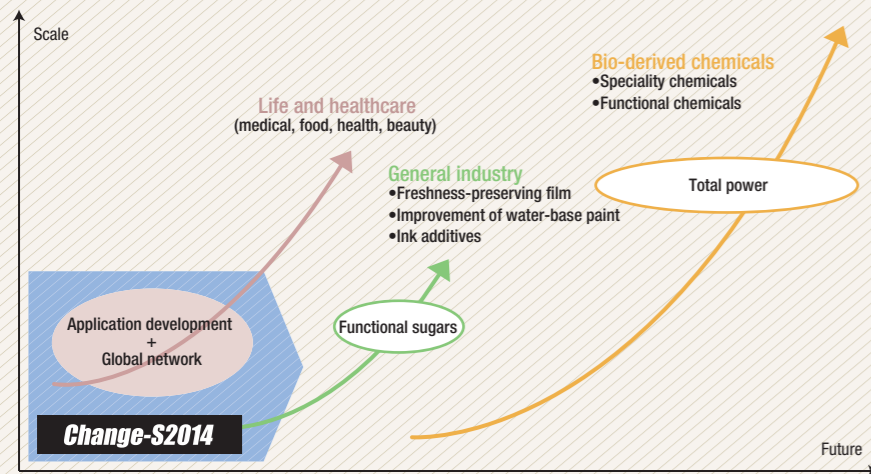 Scale
Bio-derived chemicals
•Speciality chemicals
•Functional chemicals
Life and healthcare
(medical, food, health, beauty)
General industry
•Freshness-preserving film
•Improvement of water-base paint
•Ink additives
Total power
Application development
+
Global network
Functional sugars
Change-S2014
Future